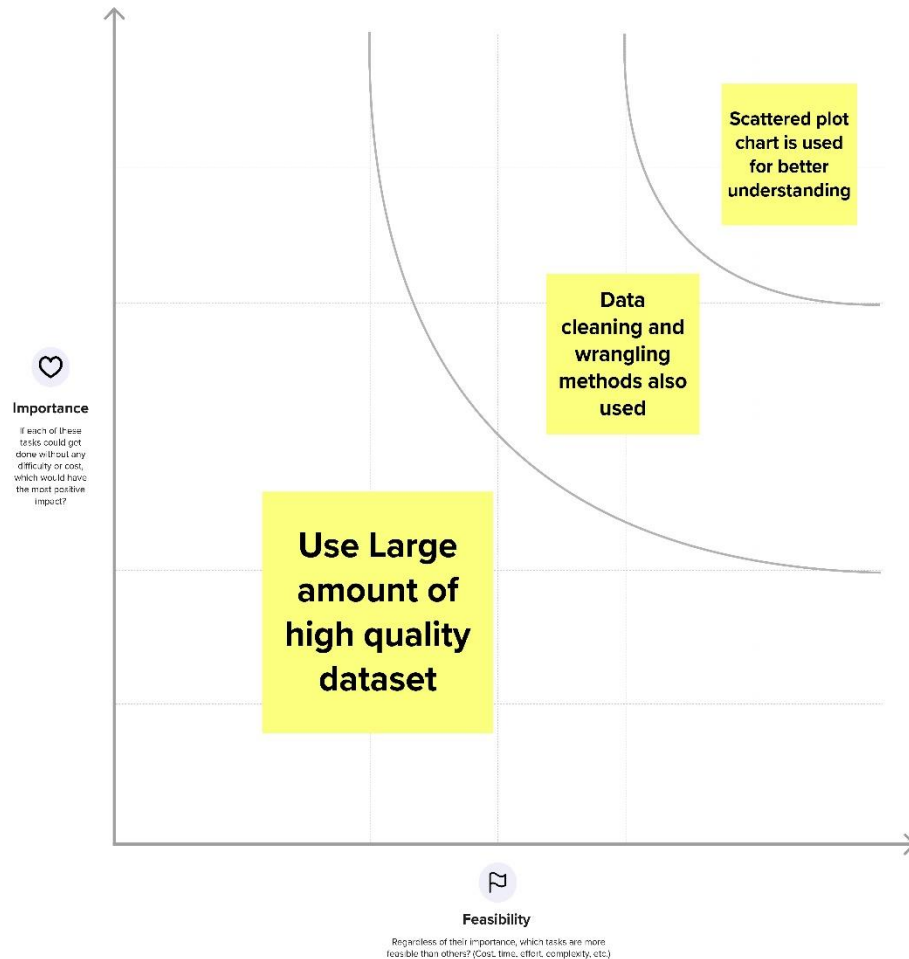 Scattered plot
chart is used
for better
understanding
Data
cleaning and
wrangling
methods also
used
Importance
If each of these
tasks could get
done without any
difficulty or cost,
which would have
the most positive
impact?
Use Large
amount of
high quality
dataset
Feasibility
Regardless of their importance, which tasks are more
feasible than others? (Cost, time, effort, complexity, etc.)